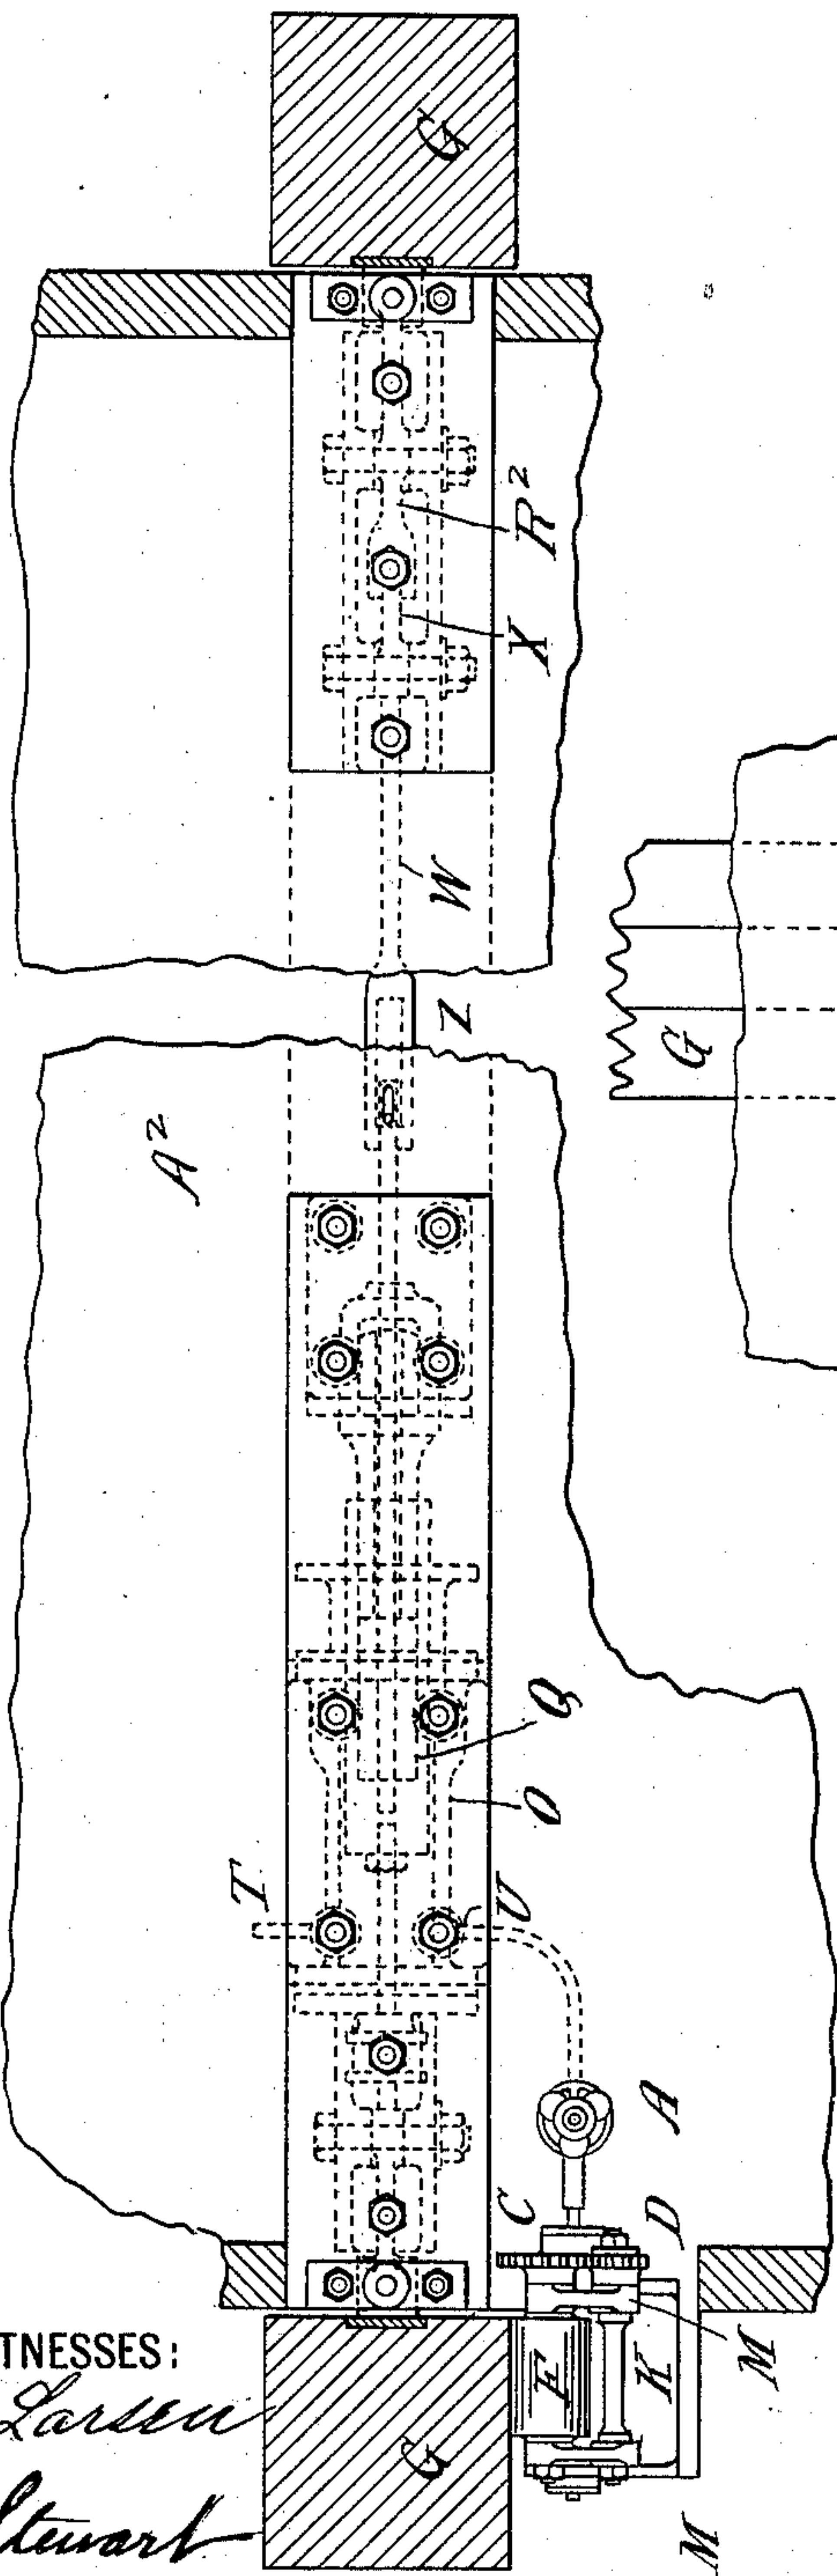 G
R²
X
W
Z
G
A²
Q
O
T
U
A
C
D
E
K
M
G
M
TNESSES:
Larsen
Stewart